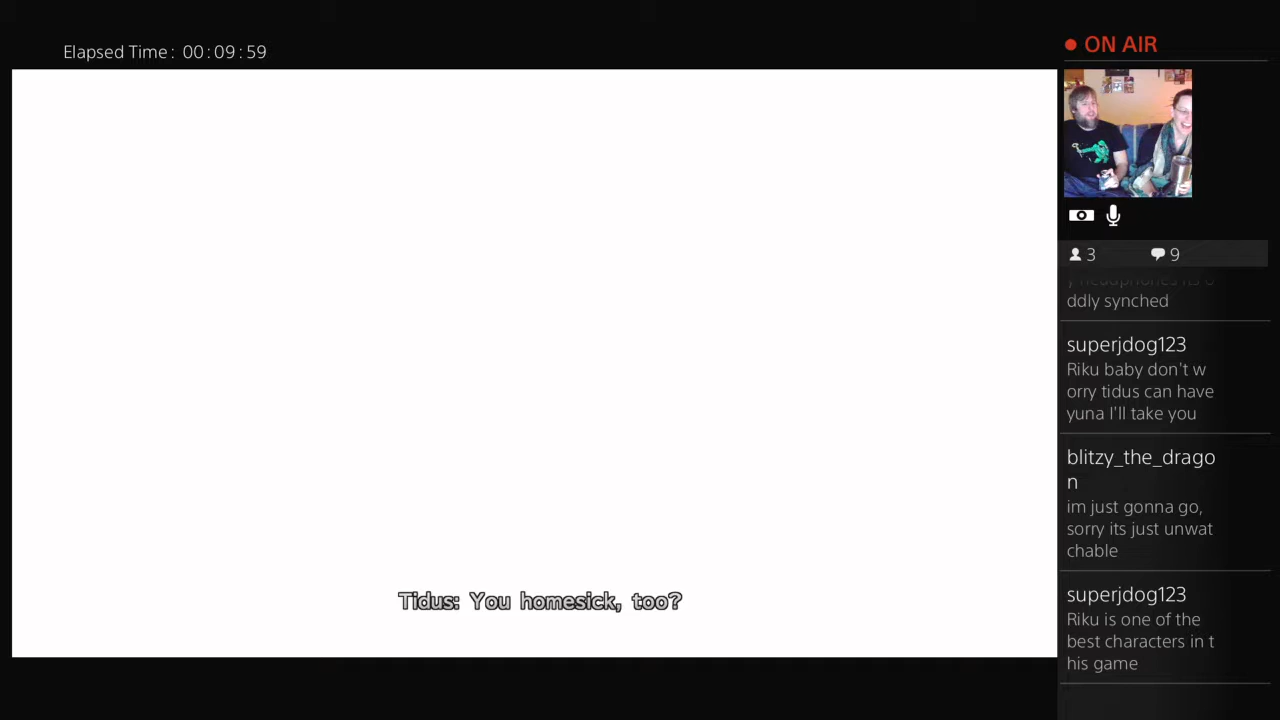 Elapsed Time: 00:09:59
ON AIR
3 9
ddly synched
superjdog123
Riku baby don't w
orry tidus can have
yuna I'll take you
blitzy_the_drago
n
im just gonna go,
sorry its just unwat
chable
superjdog123
Riku is one of the
best characters in t
his game
Tidus: You homesick, too?